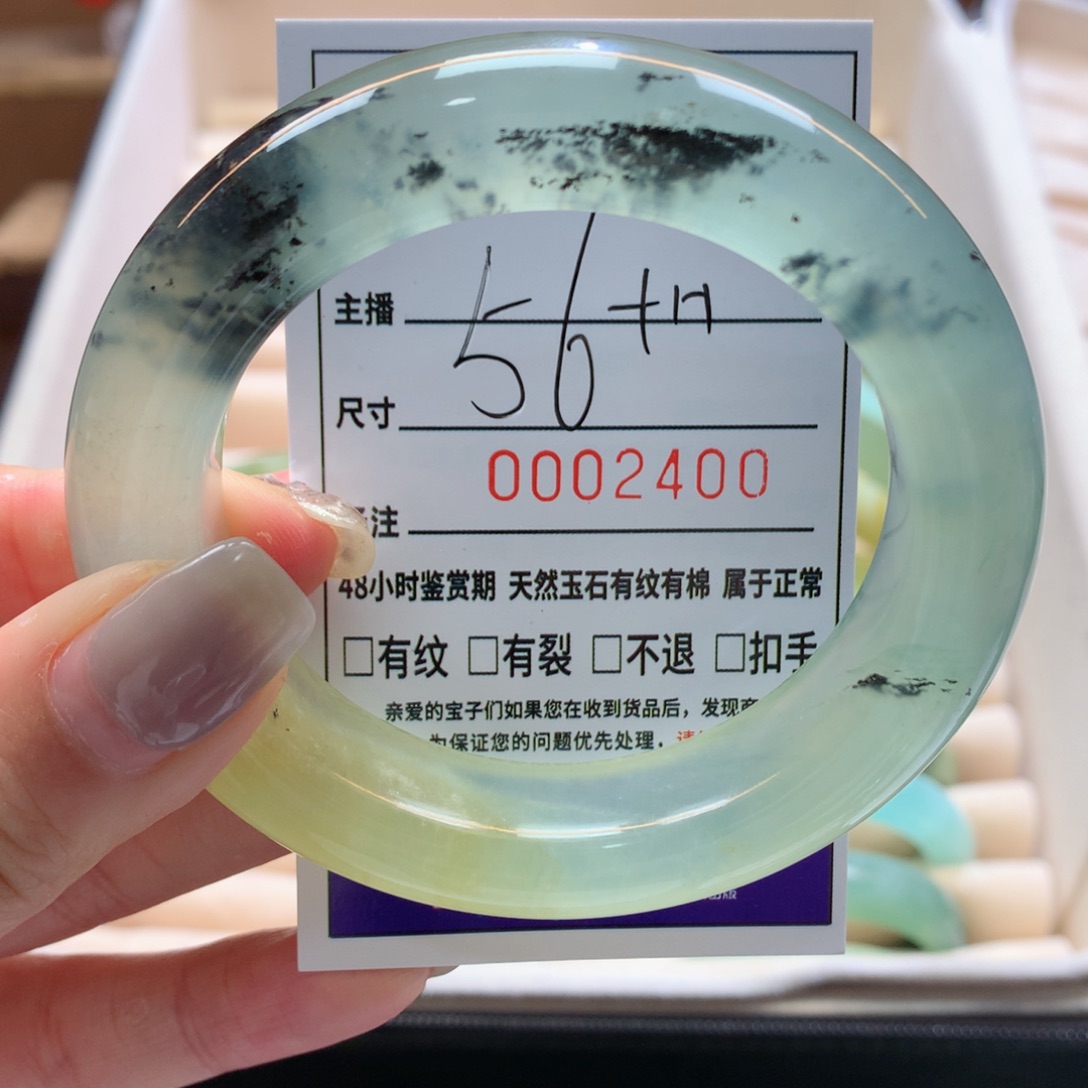 主播
56+n
尺寸
0002400
注
48小时鉴赏期 天然玉石有纹有棉 属于正常
□有纹 □有裂 □不退 □扣手
亲爱的宝子们如果您在收到货品后，发现
为保证您的问题优先处理，请